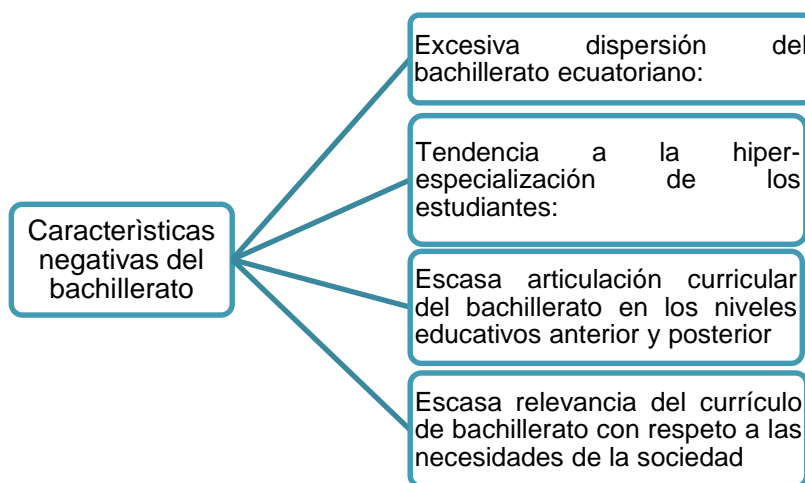 Excesiva dispersión del
bachillerato ecuatoriano:
Tendencia a la hiper-
especialización de los
estudiantes:
Caracterìsticas
negativas del
bachillerato
Escasa articulación curricular
del bachillerato en los niveles
educativos anterior y posterior
Escasa relevancia del currículo
de bachillerato con respeto a las
necesidades de la sociedad